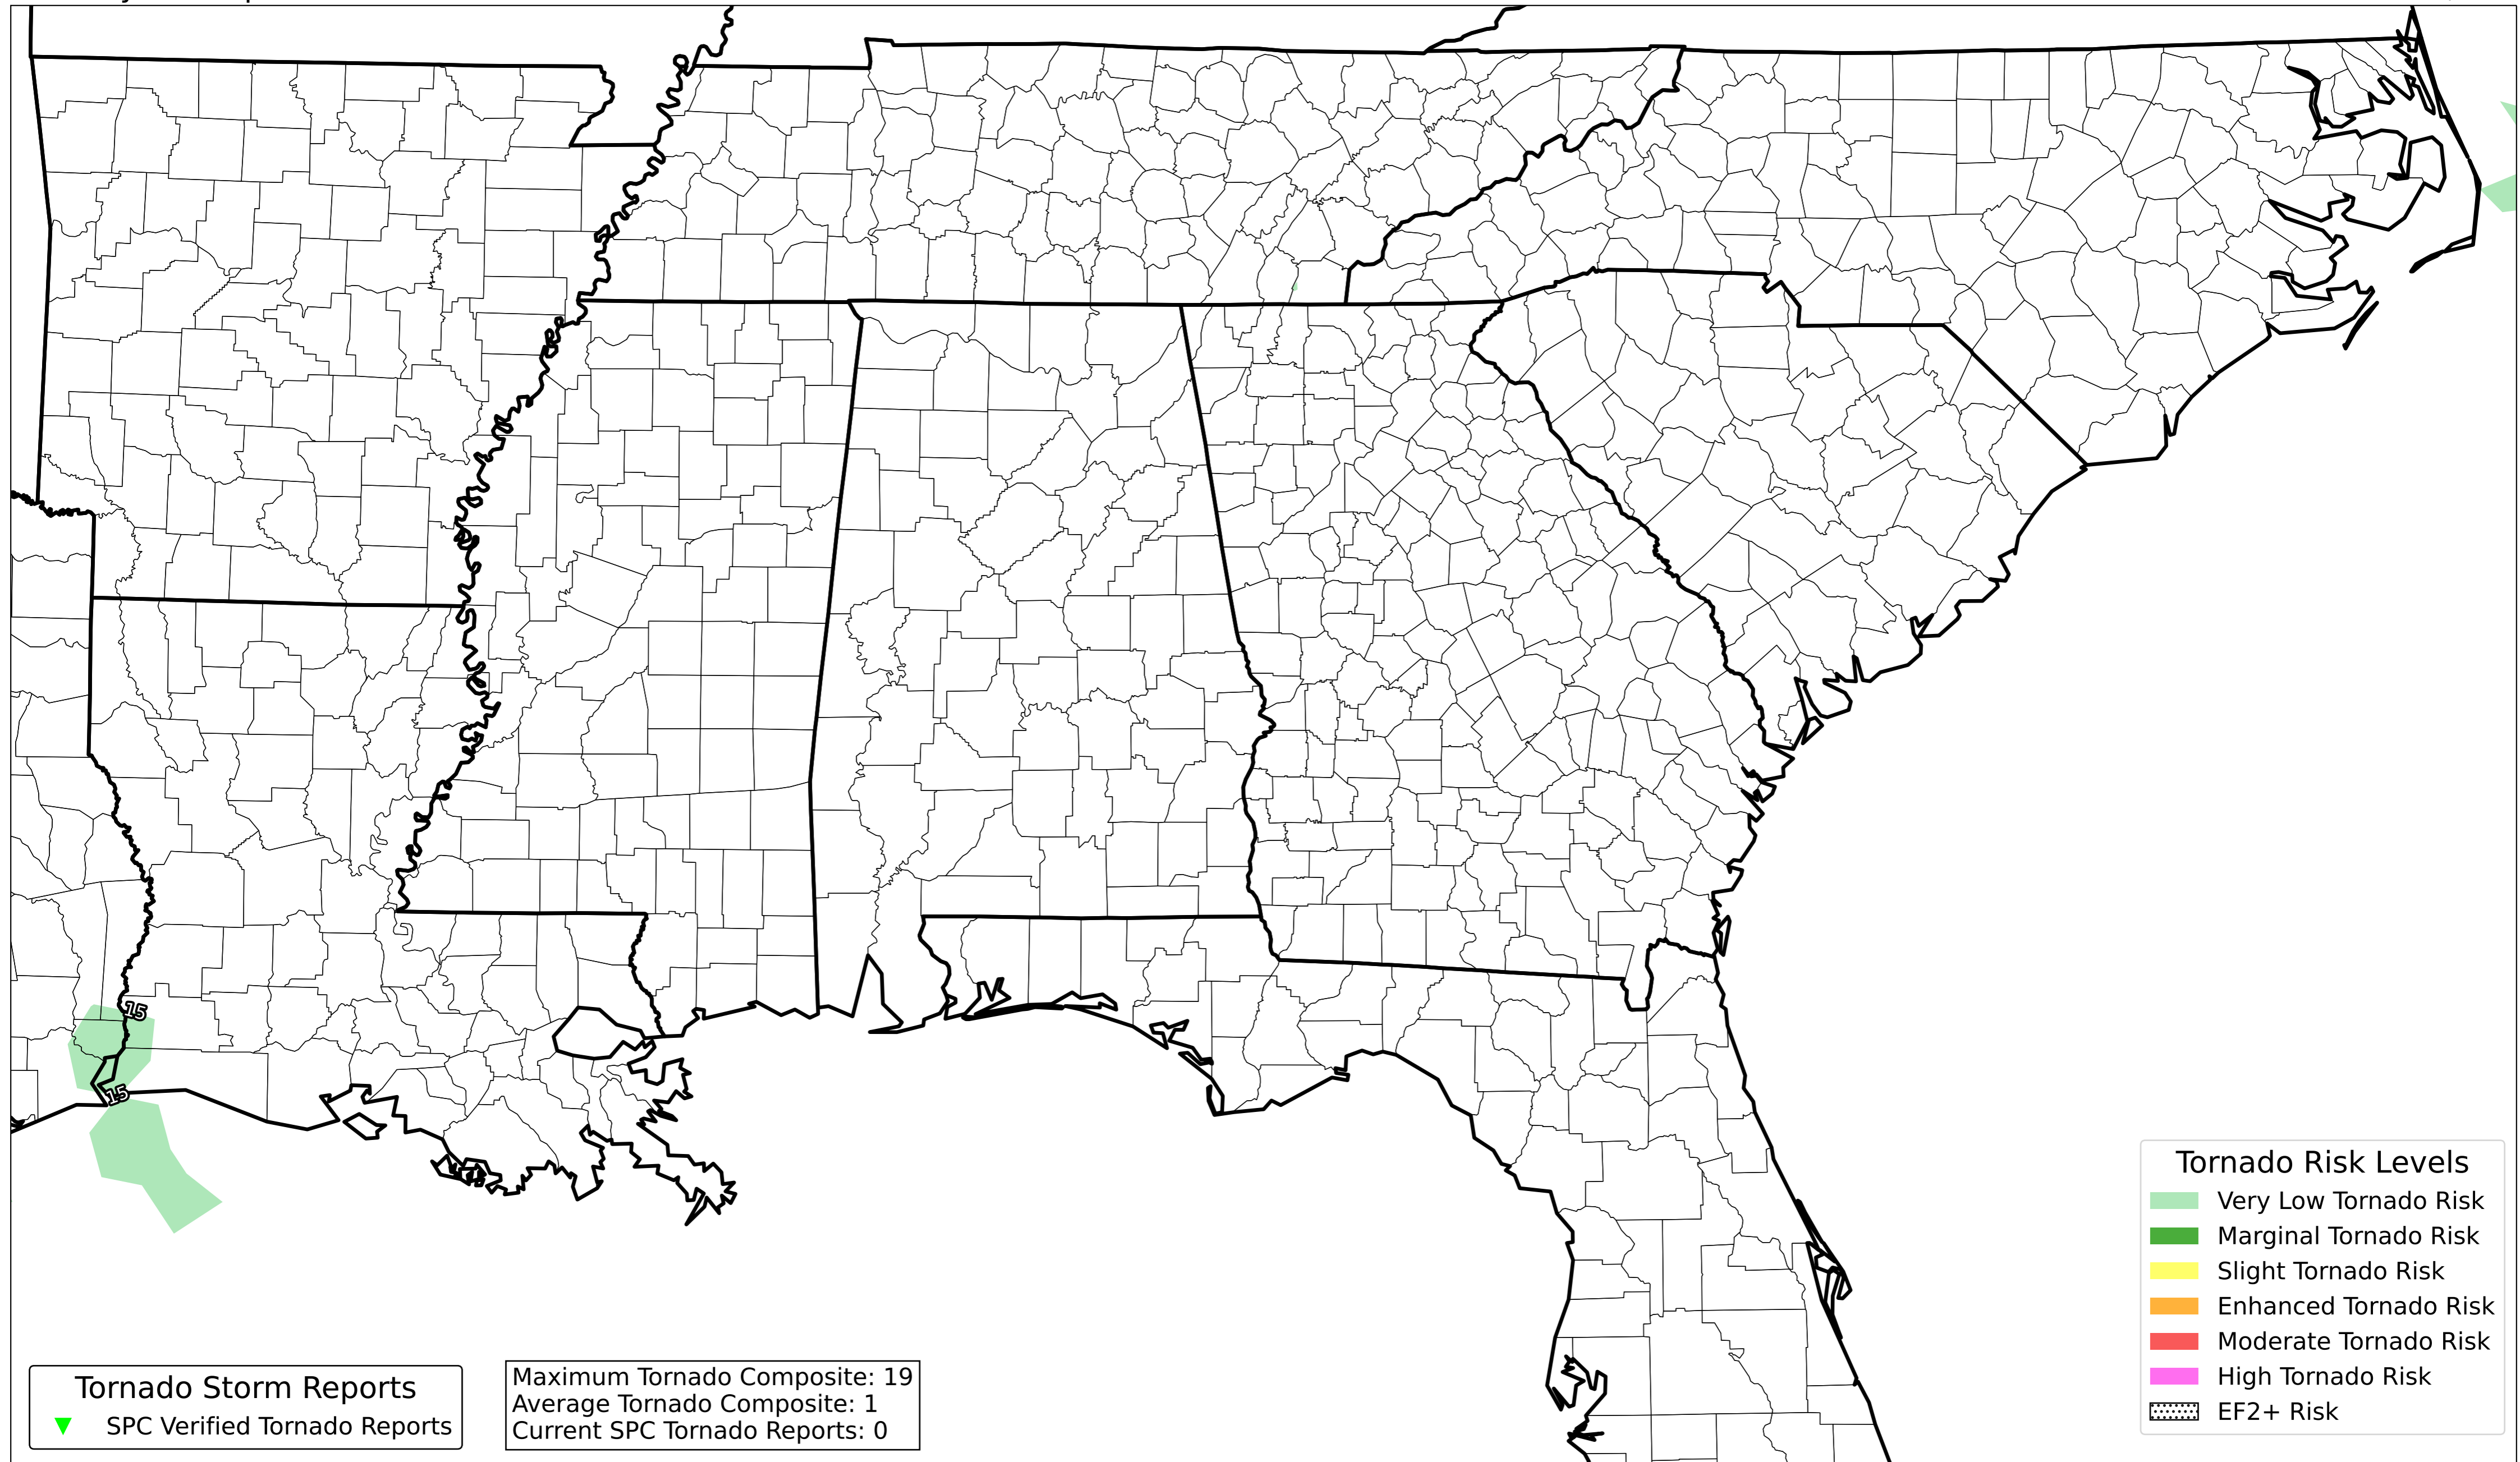 15
15
Tornado Risk Levels
Very Low Tornado Risk
Marginal Tornado Risk
Slight Tornado Risk
Enhanced Tornado Risk
Moderate Tornado Risk
High Tornado Risk
EF2+ Risk
Tornado Storm Reports
SPC Verified Tornado Reports
Maximum Tornado Composite: 19
Average Tornado Composite: 1
Current SPC Tornado Reports: 0